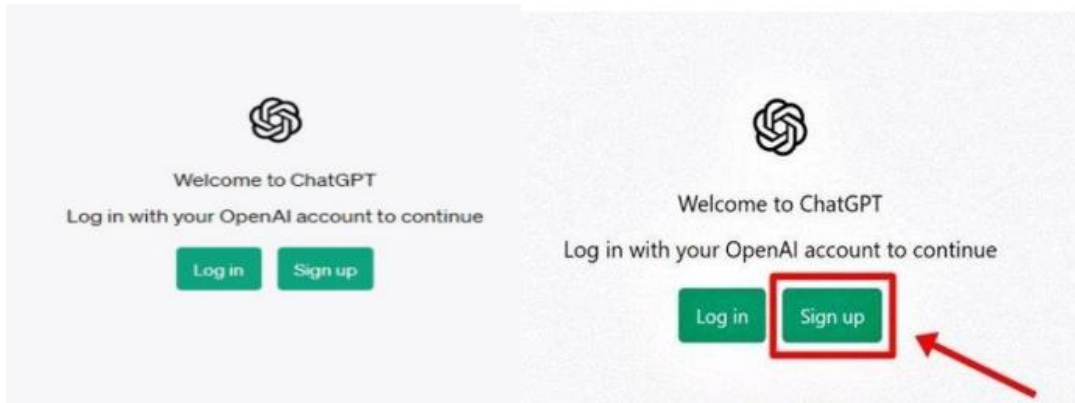 Welcome to ChatGPT
Log in with your OpenAI account to continue
Log in Sign up
Welcome to ChatGPT
Log in with your OpenAI account to continue
Log in Sign up